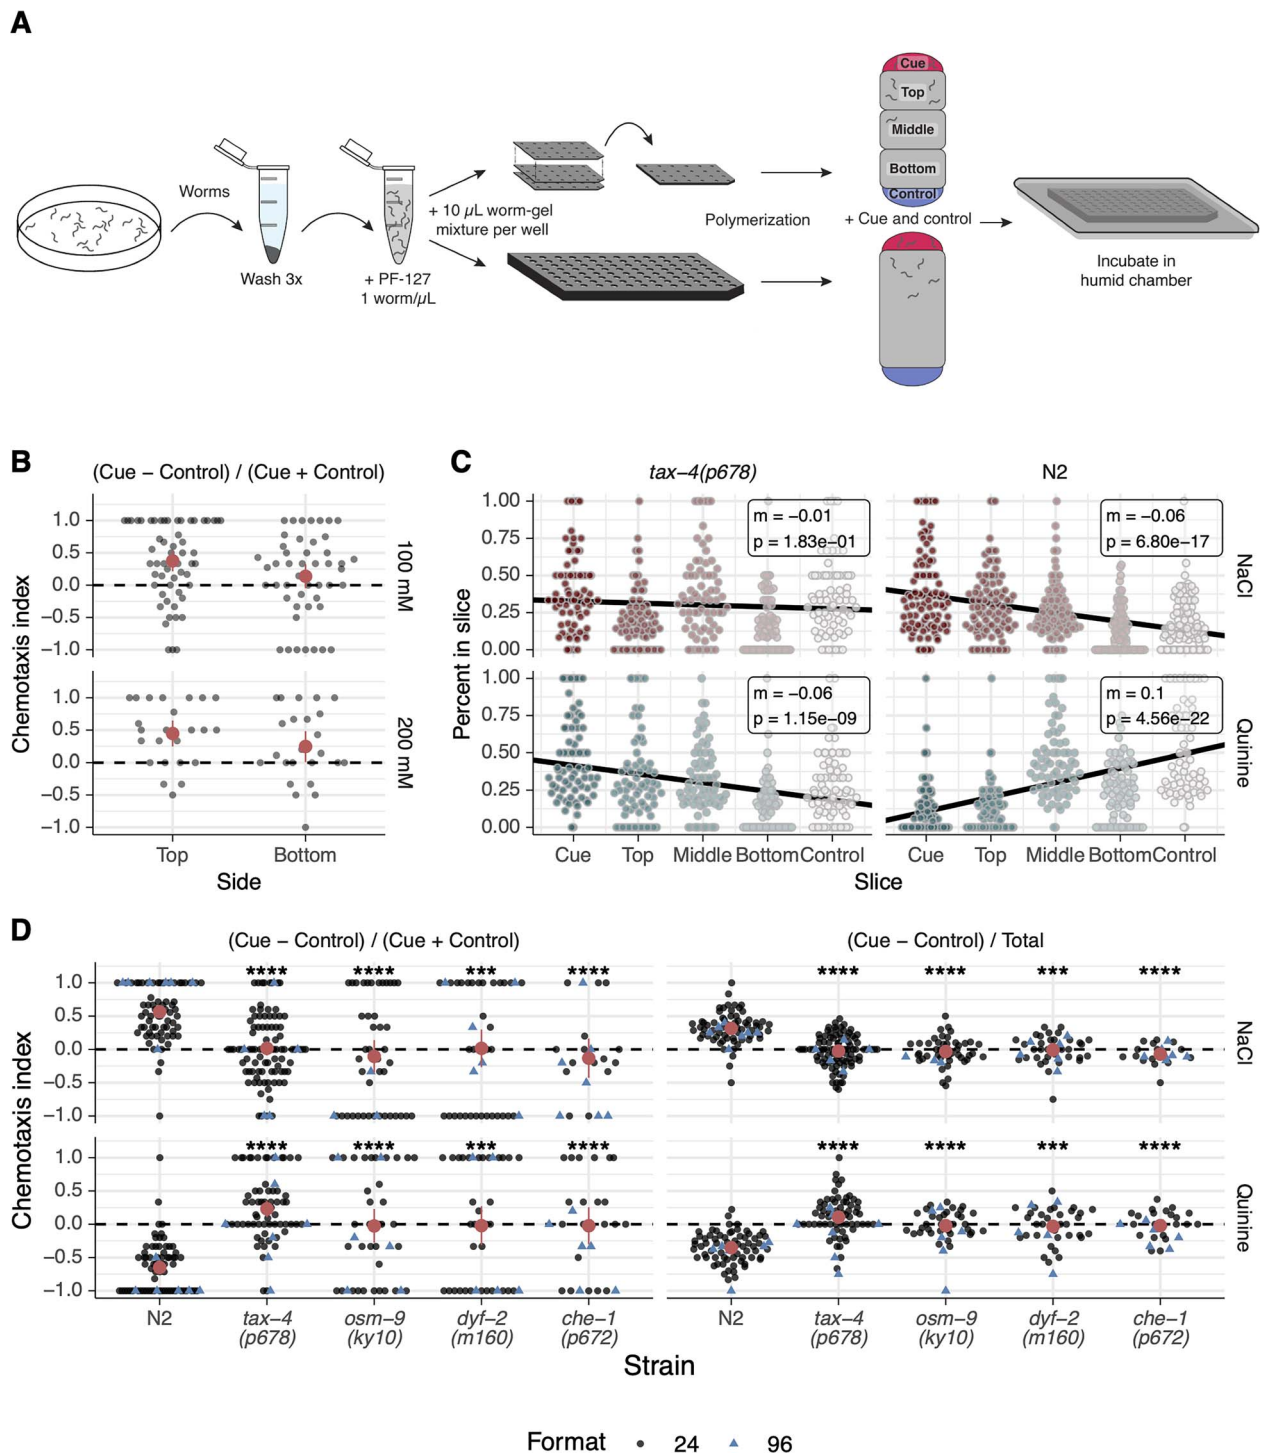 A
Worms
Wash 3x
+ PF-127
1 worm/µL
+ 10 µL worm-gel
mixture per well
Polymerization
Cue
Top
Middle
Bottom
Control
+ Cue and control
Incubate in
humid chamber
B
(Cue − Control) / (Cue + Control)
Chemotaxis index
1.0
0.5
0.0
−0.5
−1.0
100 mM
1.0
0.5
0.0
−0.5
−1.0
200 mM
Top
Bottom
Side
C
tax−4(p678)
N2
Percent in slice
1.00
0.75
0.50
0.25
0.00
m = −0.01
p = 1.83e−01
m = −0.06
p = 6.80e−17
NaCl
1.00
0.75
0.50
0.25
0.00
m = −0.06
p = 1.15e−09
m = 0.1
p = 4.56e−22
Quinine
Cue Top Middle Bottom Control
Cue Top Middle Bottom Control
Slice
D
(Cue − Control) / (Cue + Control)
(Cue − Control) / Total
Chemotaxis index
1.0
0.5
0.0
−0.5
−1.0
**** **** *** ****
**** **** *** ****
NaCl
1.0
0.5
0.0
−0.5
−1.0
**** **** *** ****
**** **** *** ****
Quinine
N2 tax−4 osm−9 dyf−2 che−1
(p678) (ky10) (m160) (p672)
N2 tax−4 osm−9 dyf−2 che−1
(p678) (ky10) (m160) (p672)
Strain
Format 24 96